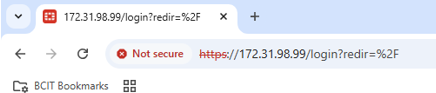 172.31.98.99/login?redir=%2F
Not secure https://172.31.98.99/login?redir=%2F
BCIT Bookmarks